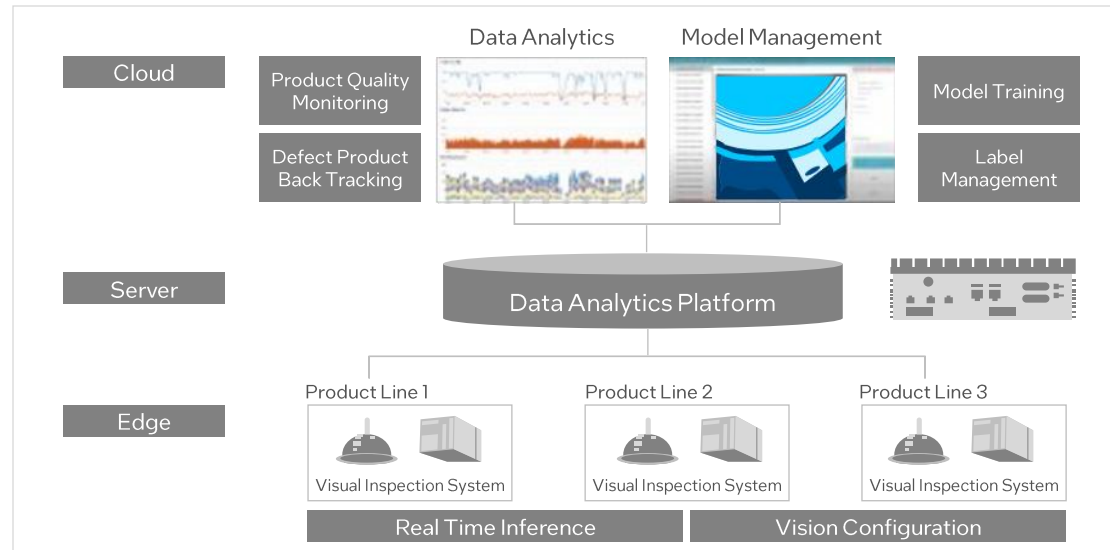 Data Analytics
Model Management
Cloud
Product Quality
Monitoring
Model Training
Defect Product
Back Tracking
Label
Management
Server
Data Analytics Platform
Product Line 1
Product Line 2
Product Line 3
Edge
Visual Inspection System
Visual Inspection System
Visual Inspection System
Real Time Inference
Vision Configuration